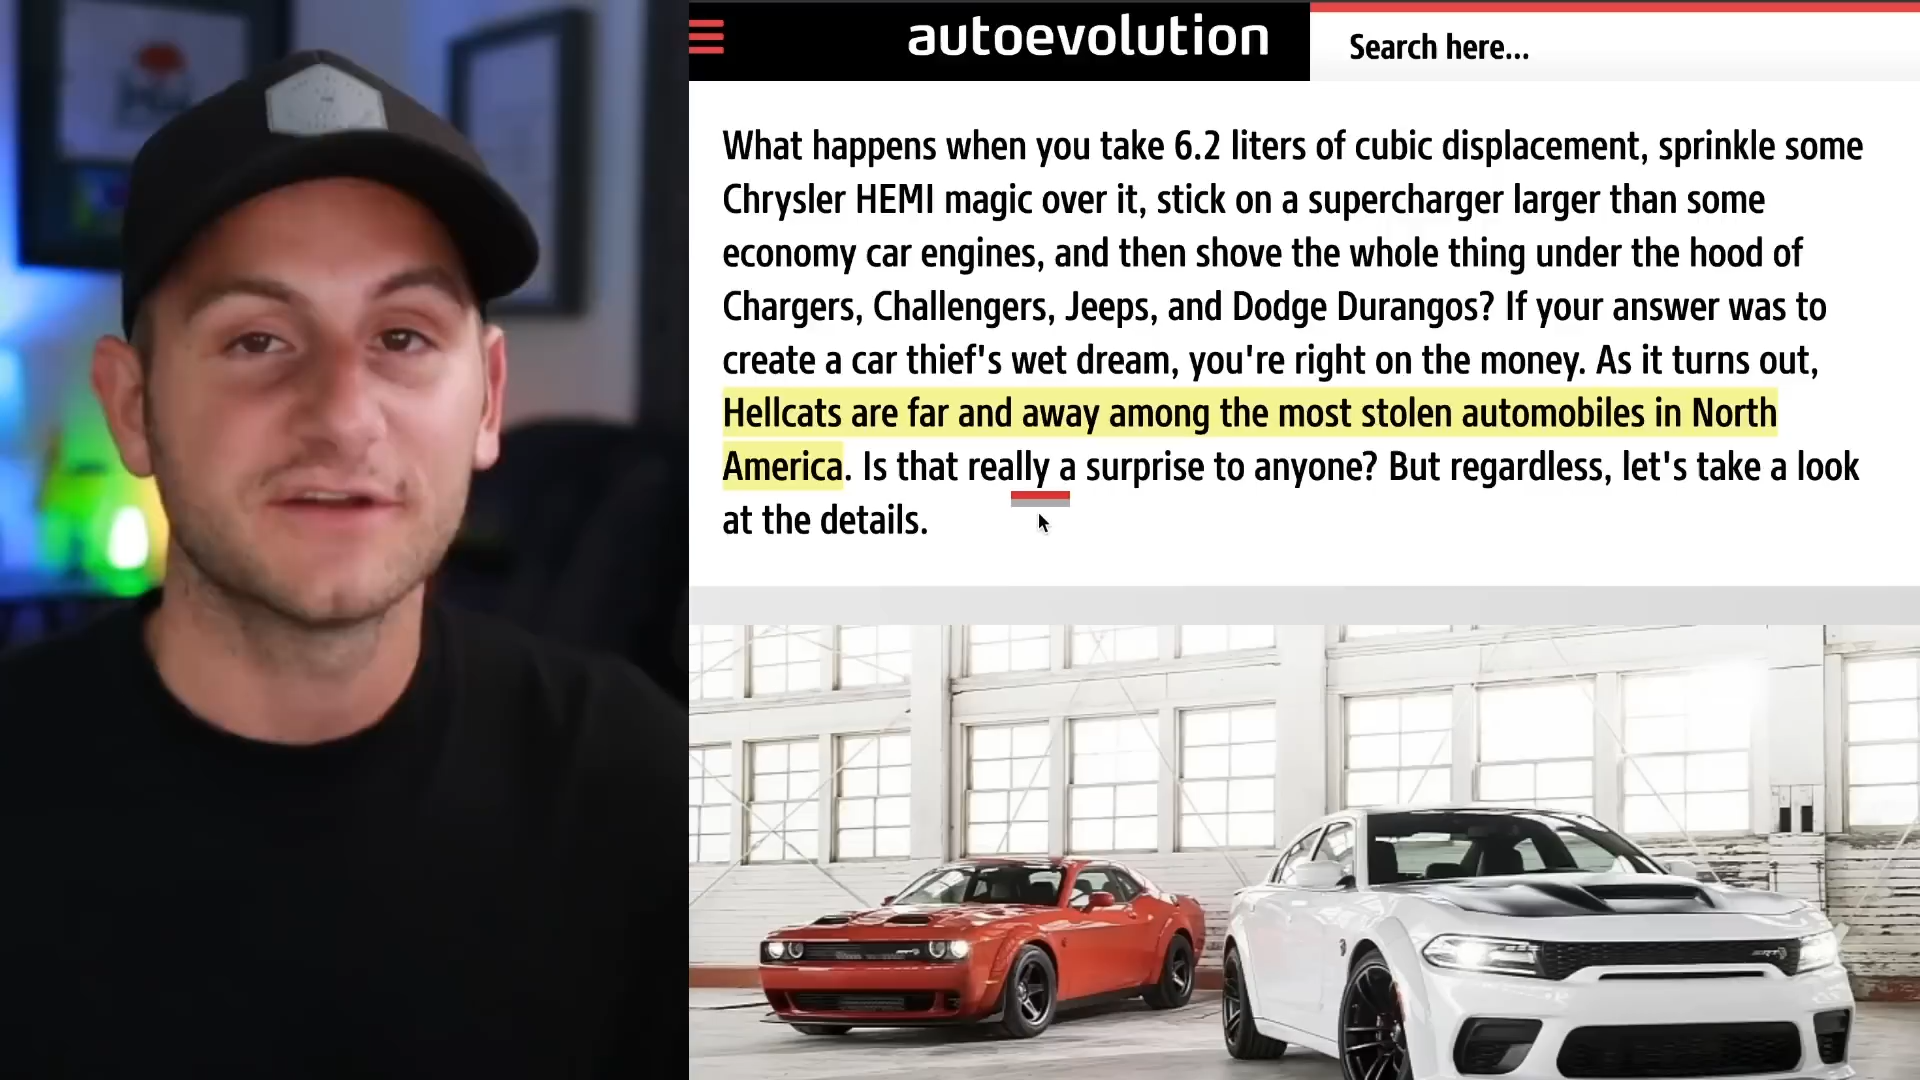 autoevolution
Search here...
What happens when you take 6.2 liters of cubic displacement, sprinkle some
Chrysler HEMI magic over it, stick on a supercharger larger than some
economy car engines, and then shove the whole thing under the hood of
Chargers, Challengers, Jeeps, and Dodge Durangos? If your answer was to
create a car thief's wet dream, you're right on the money. As it turns out,
Hellcats are far and away among the most stolen automobiles in North
America. Is that really a surprise to anyone? But regardless, let's take a look
at the details.